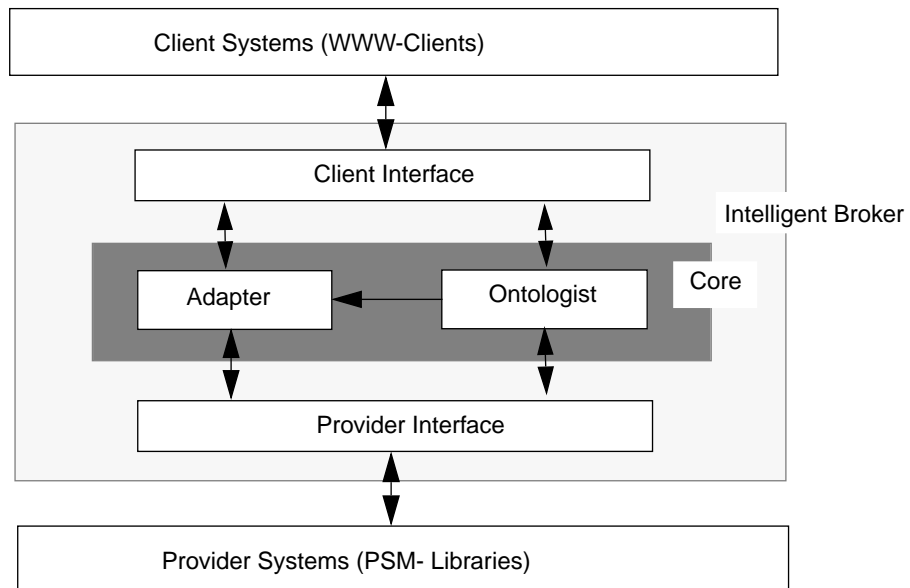 Client Systems (WWW-Clients)
Client Interface
Intelligent Broker
Core
Adapter
Ontologist
Provider Interface
Provider Systems (PSM- Libraries)